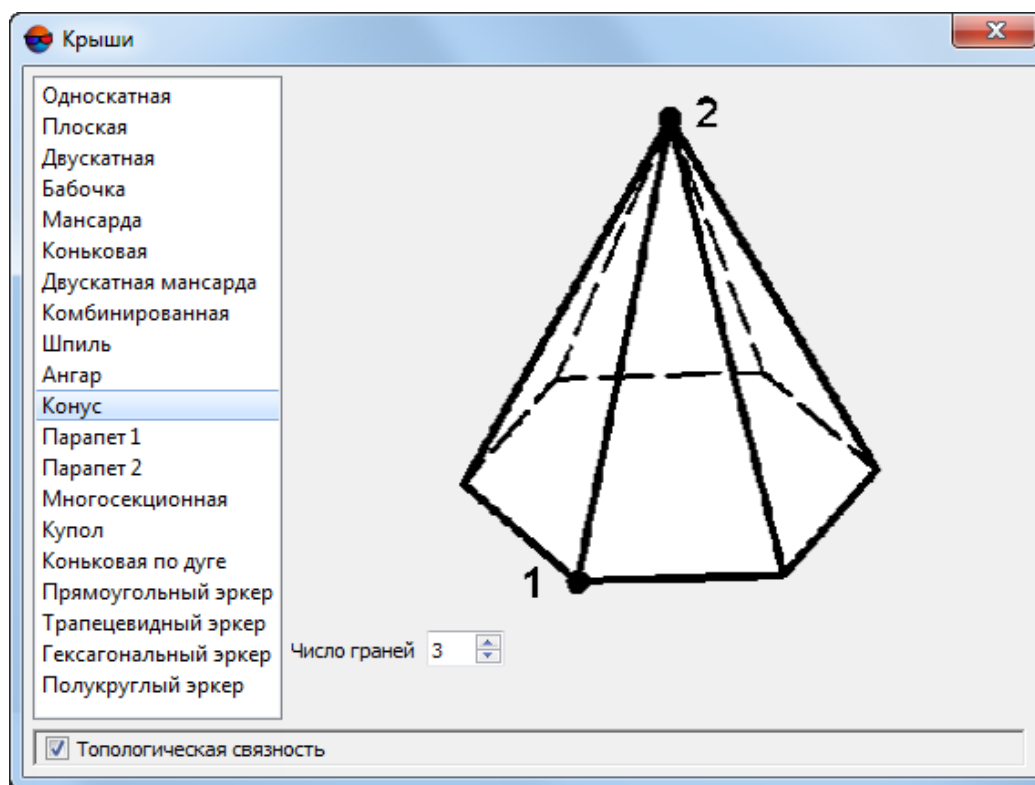 Крыши
Односкатная
Плоская
Двускатная
Бабочка
Мансарда
Коньковая
Двускатная мансарда
Комбинированная
Шпиль
Ангар
Конус
Парапет 1
Парапет 2
Многосекционная
Купол
Коньковая по дуге
Прямоугольный эркер
Трапецевидный эркер
Гексагональный эркер
Полукруглый эркер
2
1
Число граней 3
Топологическая связность